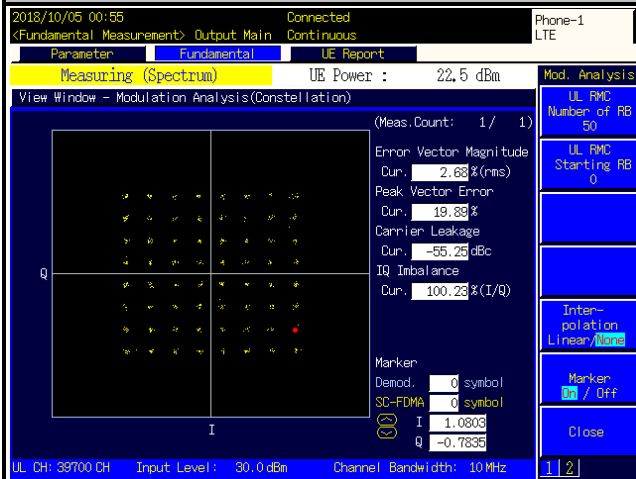 2018/10/05 00:55 Connected Phone-1
<Fundamental Measurement> Output Main Continuous LTE
Parameter Fundamental UE Report
Measuring (Spectrum) UE Power : 22.5 dBm Mod. Analysis
View Window - Modulation Analysis(Constellation)
UL RMC
Number of RB
50
(Meas.Count: 1/ 1)
Error Vector Magnitude
Cur. 2.68 %(rms)
Peak Vector Error
Cur. 19.89 %
Carrier Leakage
Cur. -55.25 dBc
IQ Imbalance
Cur. 100.23 %(I/Q)
UL RMC
Starting RB
0
Q
I
Inter-
polation
Linear/None
Marker
Demod. 0 symbol
SC-FDMA 0 symbol
I 1.0803
Q -0.7835
Marker
On / Off
Close
UL CH: 39700 CH Input Level: 30.0 dBm Channel Bandwidth: 10 MHz
1 2